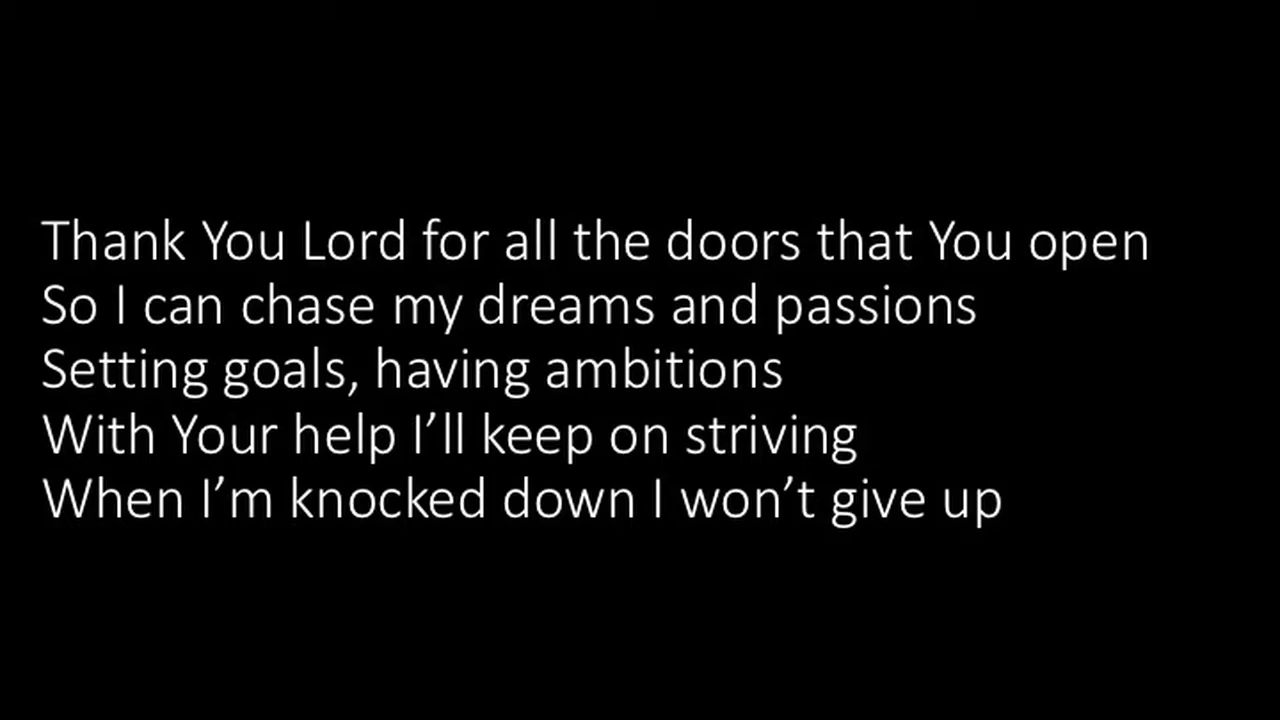 Thank You Lord for all the doors that You open
So I can chase my dreams and passions
Setting goals, having ambitions
With Your help I’ll keep on striving
When I’m knocked down I won’t give up